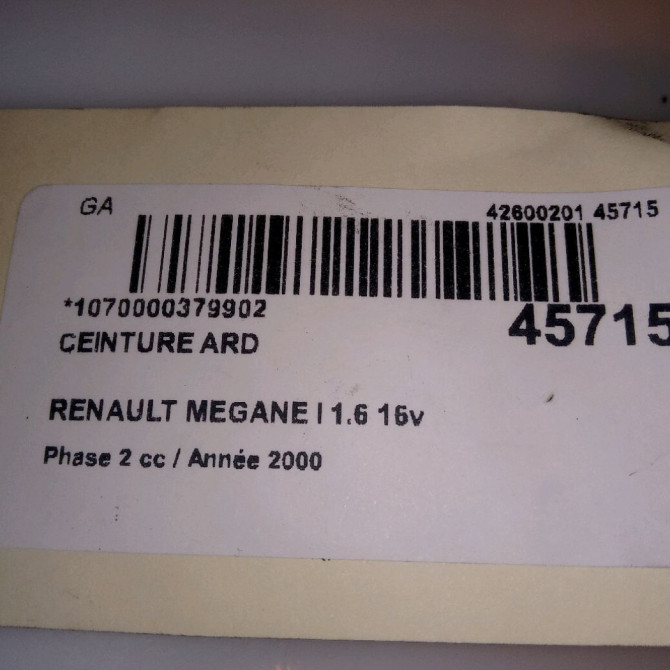 GA
42600201 45715
*1070000379902
45715
CEINTURE ARD
RENAULT MEGANE I 1.6 16v
Phase 2 cc / Année 2000